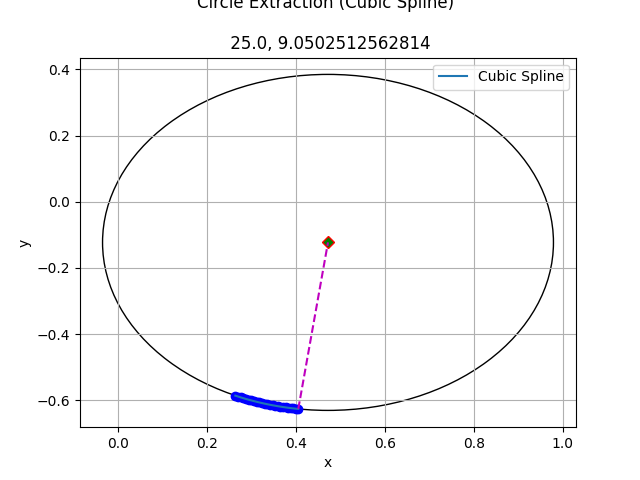 Circle Extraction (Cubic Spline)
25.0, 9.0502512562814
Cubic Spline
0.4
0.2
0.0
−0.2
−0.4
−0.6
y
0.0 0.2 0.4 0.6 0.8 1.0
x